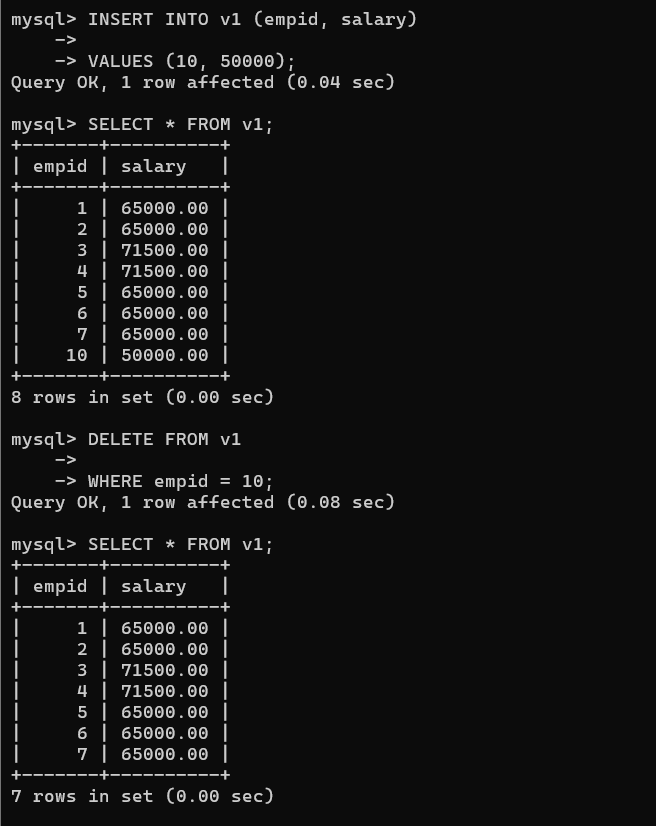 mysql> INSERT INTO v1 (empid, salary)
    ->
    -> VALUES (10, 50000);
Query OK, 1 row affected (0.04 sec)

mysql> SELECT * FROM v1;
+-------+----------+
| empid | salary   |
+-------+----------+
|     1 | 65000.00 |
|     2 | 65000.00 |
|     3 | 71500.00 |
|     4 | 71500.00 |
|     5 | 65000.00 |
|     6 | 65000.00 |
|     7 | 65000.00 |
|    10 | 50000.00 |
+-------+----------+
8 rows in set (0.00 sec)

mysql> DELETE FROM v1
    ->
    -> WHERE empid = 10;
Query OK, 1 row affected (0.08 sec)

mysql> SELECT * FROM v1;
+-------+----------+
| empid | salary   |
+-------+----------+
|     1 | 65000.00 |
|     2 | 65000.00 |
|     3 | 71500.00 |
|     4 | 71500.00 |
|     5 | 65000.00 |
|     6 | 65000.00 |
|     7 | 65000.00 |
+-------+----------+
7 rows in set (0.00 sec)